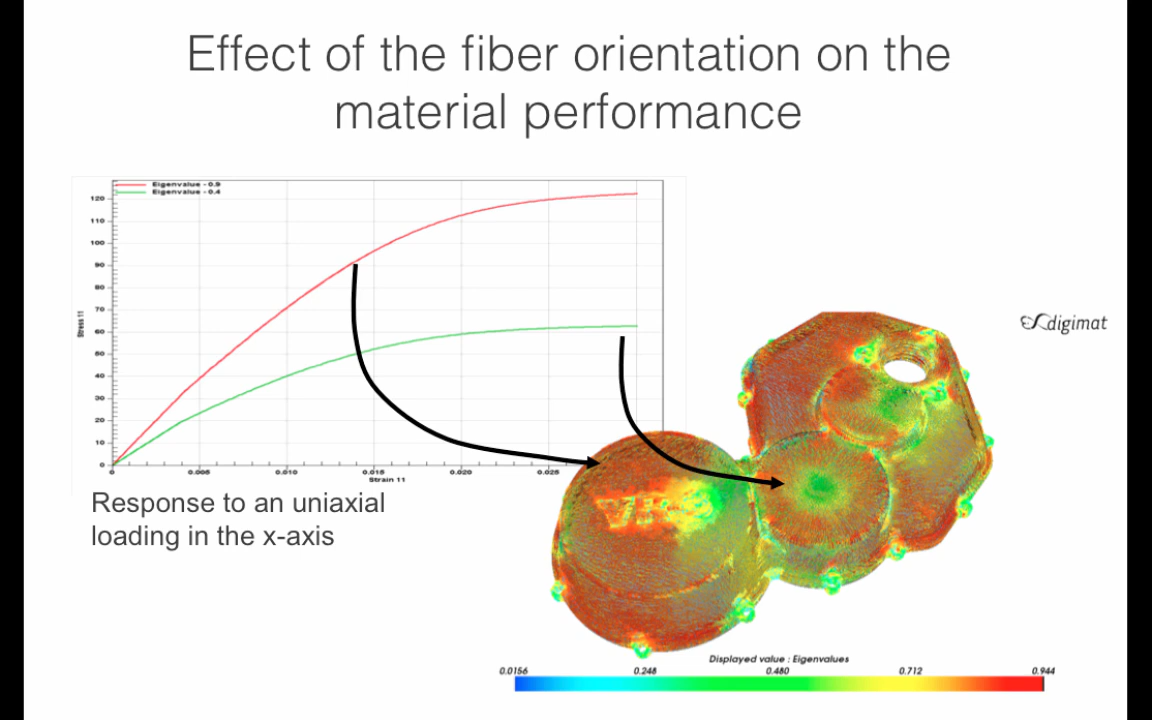 Effect of the fiber orientation on the
material performance
Eigenvalue - 0.9
Eigenvalue - 0.4
120
110
100
90
80
70
60
50
40
30
20
10
0
Stress 11
0 0.005 0.010 0.015 0.020 0.025
Strain 11
Response to an uniaxial
loading in the x-axis
digimat
Displayed value : Eigenvalues
0.0156 0.248 0.480 0.712 0.944